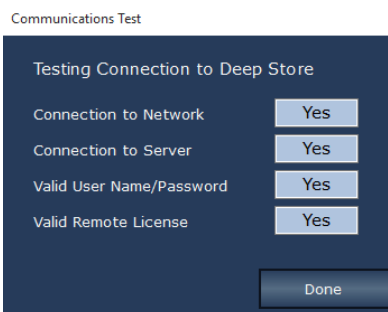 Communications Test
Testing Connection to Deep Store
Connection to Network Yes
Connection to Server Yes
Valid User Name/Password Yes
Valid Remote License Yes
Done